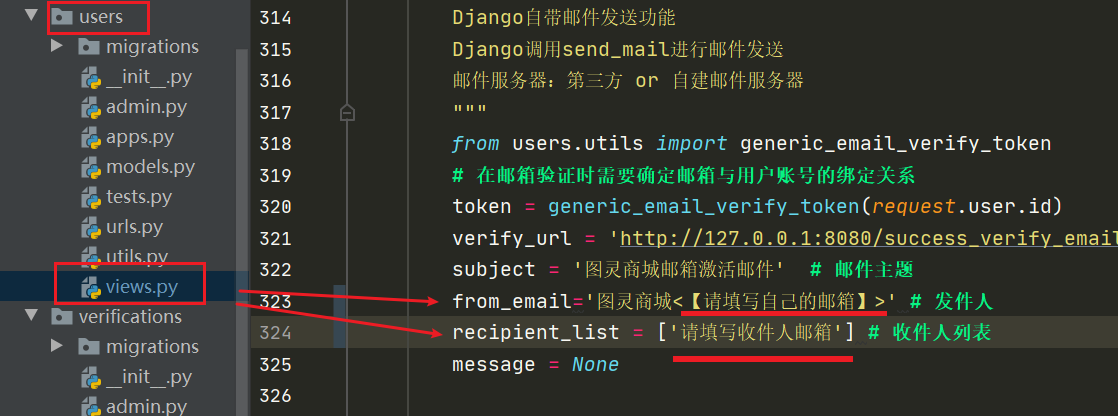 users
migrations
__init__.py
admin.py
apps.py
models.py
tests.py
urls.py
utils.py
views.py
verifications
migrations
__init__.py
admin.py
314 Django自带邮件发送功能
315 Django调用send_mail进行邮件发送
316 邮件服务器：第三方 or 自建邮件服务器
317 """
318 from users.utils import generic_email_verify_token
319 # 在邮箱验证时需要确定邮箱与用户账号的绑定关系
320 token = generic_email_verify_token(request.user.id)
321 verify_url = 'http://127.0.0.1:8080/success_verify_email
322 subject = '图灵商城邮箱激活邮件' # 邮件主题
323 from_email='图灵商城<【请填写自己的邮箱】>' # 发件人
324 recipient_list = ['请填写收件人邮箱'] # 收件人列表
325 message = None
326